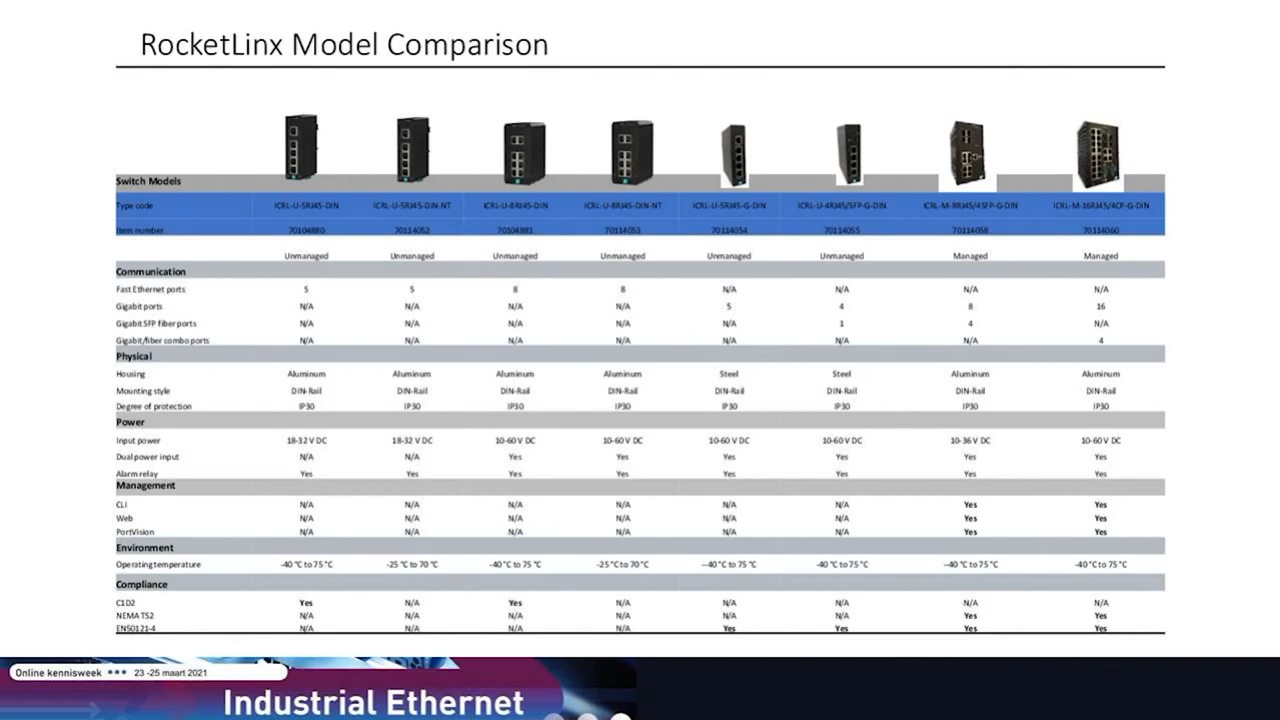 RocketLinx Model Comparison
Switch Models
Type code ICRL-U-5RJ45-DIN ICRL-U-5RJ45-DIN-NT ICRL-U-8RJ45-DIN ICRL-U-8RJ45-DIN-NT ICRL-U-5RJ45-G-DIN ICRL-U-4RJ45/SFP-G-DIN ICRL-M-8RJ45/4SFP-G-DIN ICRL-M-16RJ45/4CP-G-DIN
Item number 70104880 70114052 70104881 70114053 70114054 70114055 70114058 70114060
Unmanaged Unmanaged Unmanaged Unmanaged Unmanaged Unmanaged Managed Managed
Communication
Fast Ethernet ports 5 5 8 8 N/A N/A N/A N/A
Gigabit ports N/A N/A N/A N/A 5 4 8 16
Gigabit SFP fiber ports N/A N/A N/A N/A N/A 1 4 N/A
Gigabit/fiber combo ports N/A N/A N/A N/A N/A N/A N/A 4
Physical
Housing Aluminum Aluminum Aluminum Aluminum Steel Steel Aluminum Aluminum
Mounting style DIN-Rail DIN-Rail DIN-Rail DIN-Rail DIN-Rail DIN-Rail DIN-Rail DIN-Rail
Degree of protection IP30 IP30 IP30 IP30 IP30 IP30 IP30 IP30
Power
Input power 18-32 V DC 18-32 V DC 10-60 V DC 10-60 V DC 10-60 V DC 10-60 V DC 10-36 V DC 10-60 V DC
Dual power input N/A N/A Yes Yes Yes Yes Yes Yes
Alarm relay Yes Yes Yes Yes Yes Yes Yes Yes
Management
CLI N/A N/A N/A N/A N/A N/A Yes Yes
Web N/A N/A N/A N/A N/A N/A Yes Yes
PortVision N/A N/A N/A N/A N/A N/A Yes Yes
Environment
Operating temperature -40 °C to 75 °C -25 °C to 70 °C -40 °C to 75 °C -25 °C to 70 °C –40 °C to 75 °C -40 °C to 75 °C –40 °C to 75 °C -40 °C to 75 °C
Compliance
C1D2 Yes N/A Yes N/A N/A N/A N/A N/A
NEMA TS2 N/A N/A N/A N/A N/A N/A Yes Yes
EN50121-4 N/A N/A N/A N/A Yes Yes Yes Yes
Online kennisweek ••• 23 -25 maart 2021
Industrial Ethernet